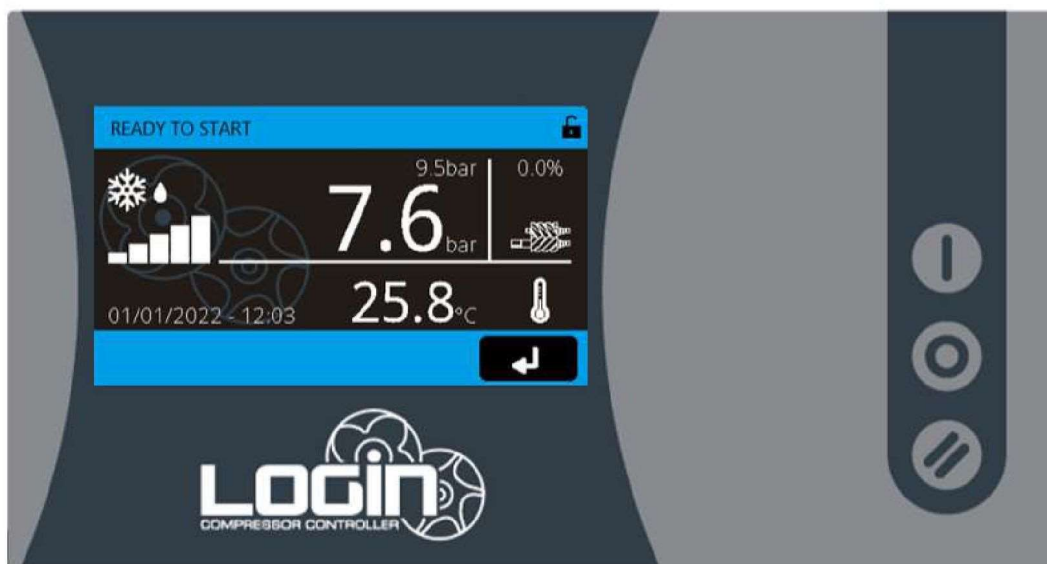 READY TO START
9.5bar
0.0%
7.6bar
25.8°C
01/01/2022 - 12:03
LOGiN
COMPRESSOR CONTROLLER